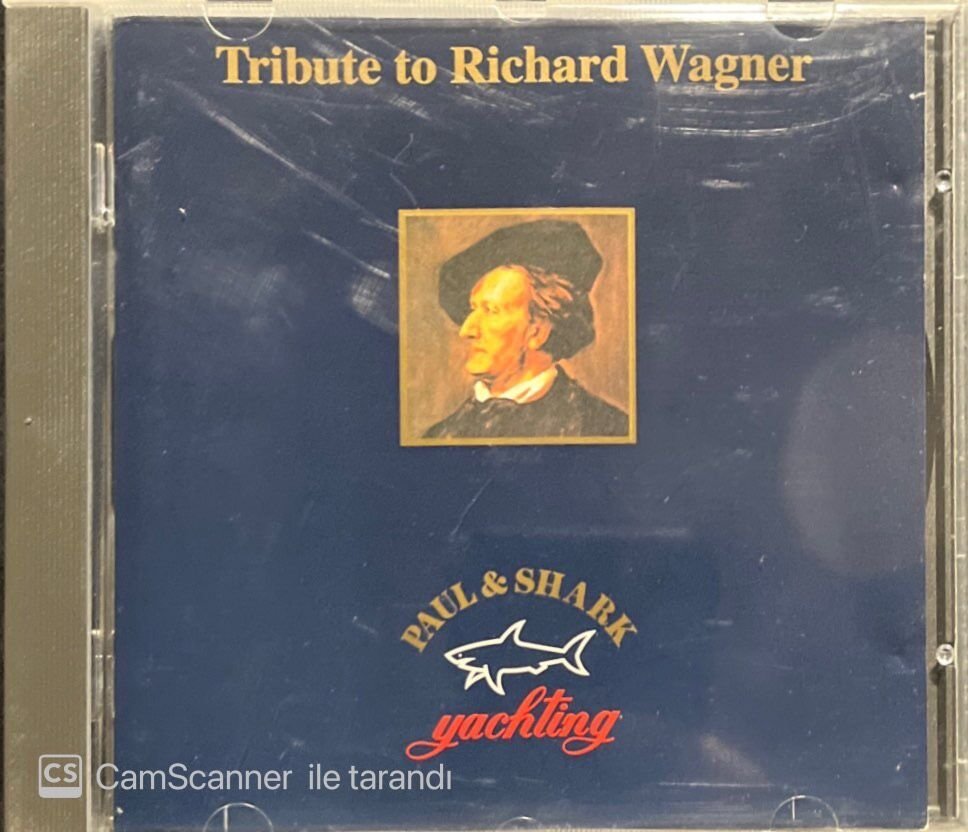 Tribute to Richard Wagner
PAUL & SHARK
yachting
CS CamScanner ile tarandı